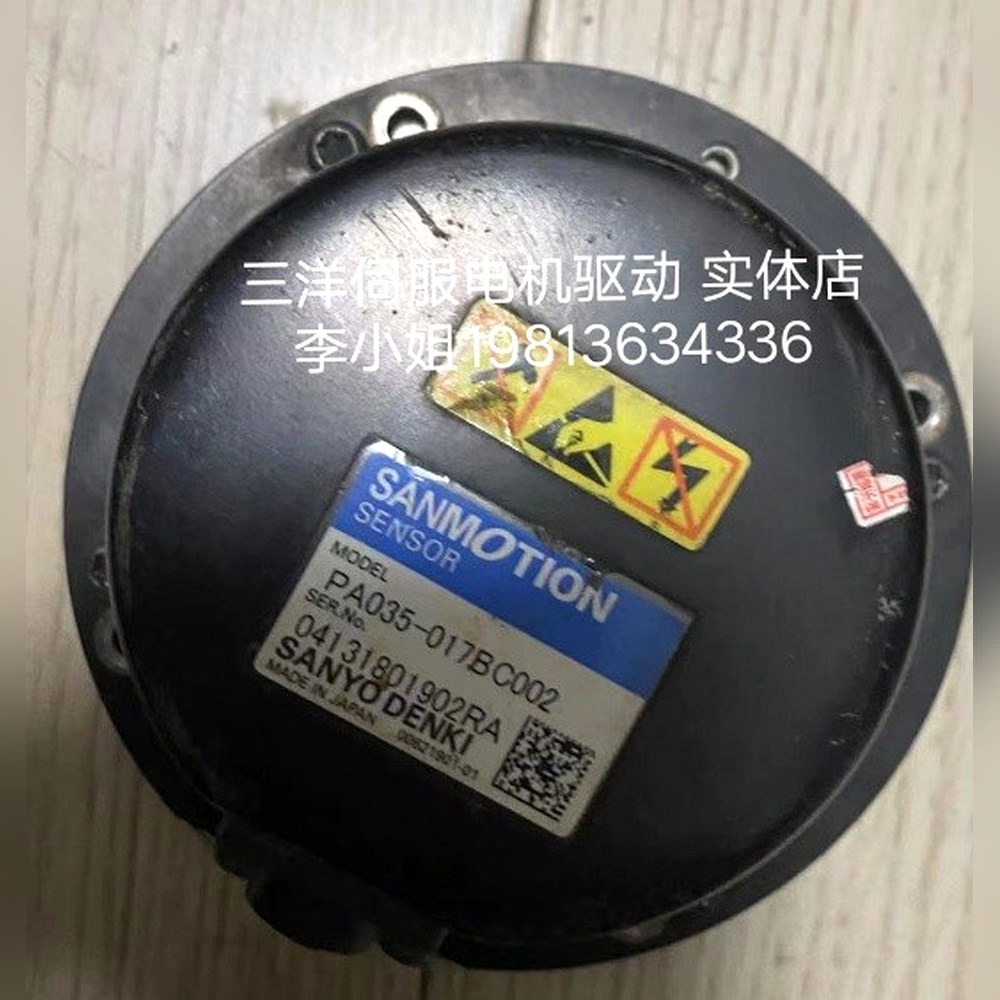 三洋伺服电机驱动 实体店
李小姐19813634336
SANMOTION
SENSOR
MODEL
PA035-017BC002
SER.No.
04131801902RA
SANYO DENKI
MADE IN JAPAN